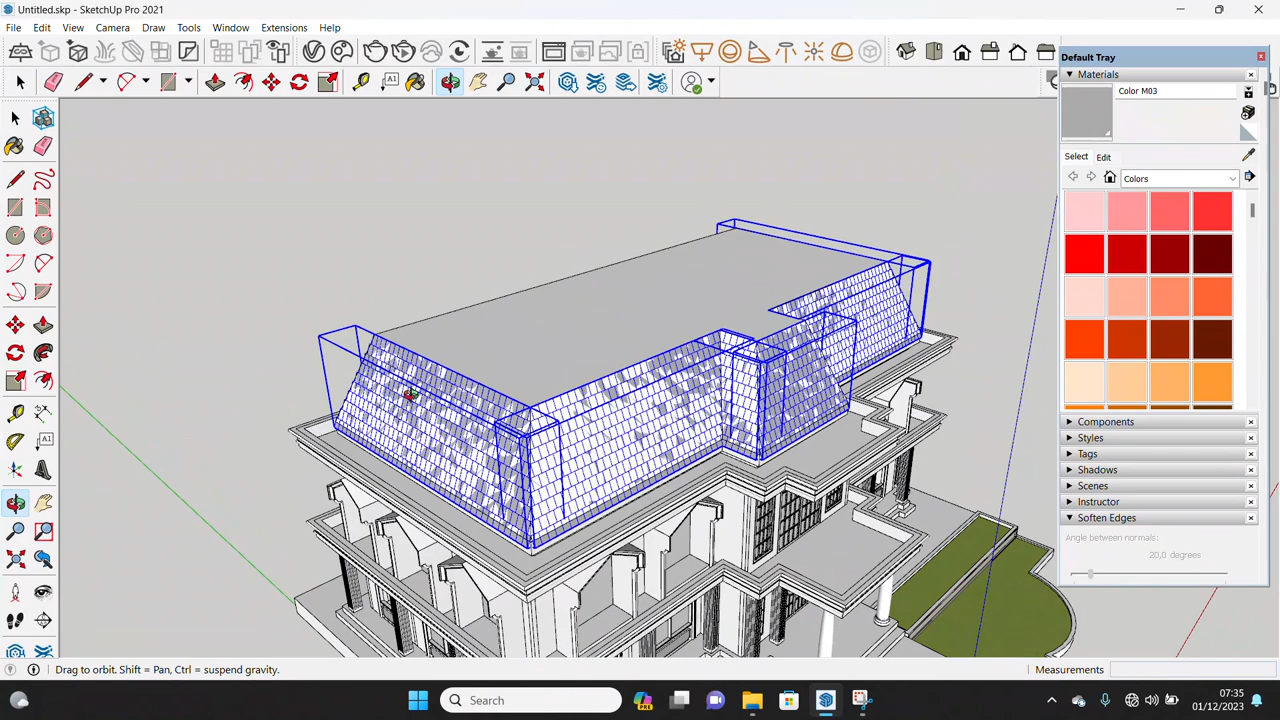 Untitled.skp - SketchUp Pro 2021
File Edit View Camera Draw Tools Window Extensions Help
Default Tray
Materials
Color M03
Select Edit
Colors
Components
Styles
Tags
Shadows
Scenes
Instructor
Soften Edges
Angle between normals:
20,0 degrees
Drag to orbit. Shift = Pan, Ctrl = suspend gravity.
Measurements
Search
07:35
01/12/2023